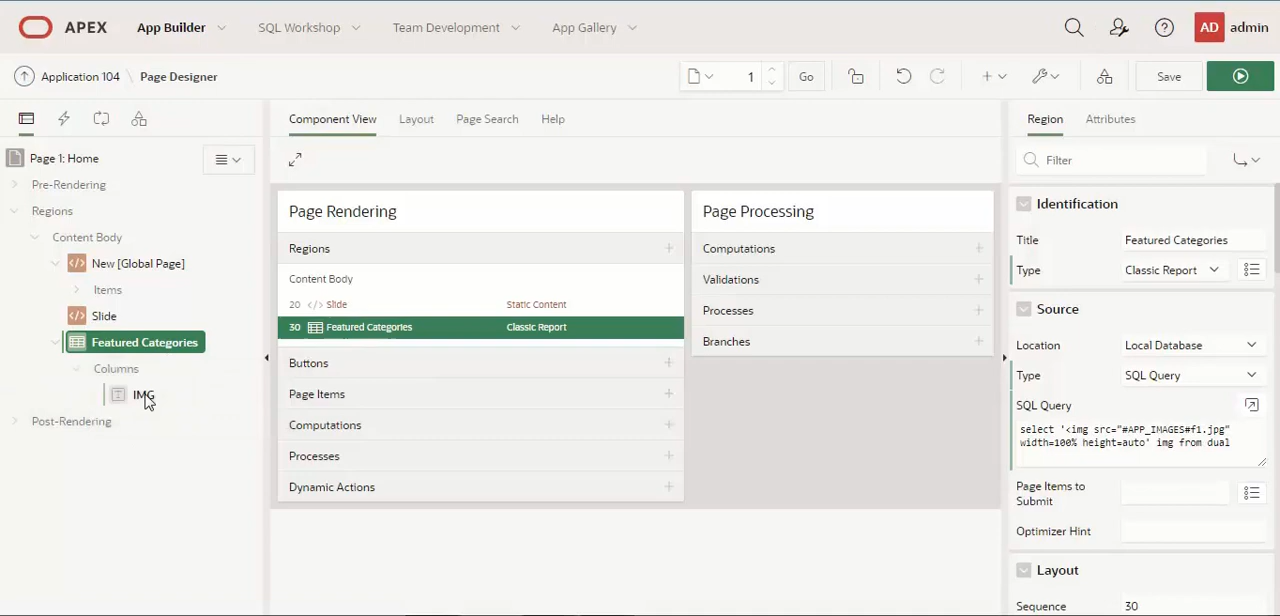 APEX
App Builder
SQL Workshop
Team Development
App Gallery
AD
admin
Application 104
Page Designer
1
Go
Save
Component View
Layout
Page Search
Help
Region
Attributes
Page 1: Home
Pre-Rendering
Regions
Content Body
New [Global Page]
Items
Slide
Featured Categories
Columns
IMG
Post-Rendering
Page Rendering
Regions
Content Body
20 Slide Static Content
30 Featured Categories Classic Report
Buttons
Page Items
Computations
Processes
Dynamic Actions
Page Processing
Computations
Validations
Processes
Branches
Filter
Identification
Title Featured Categories
Type Classic Report
Source
Location Local Database
Type SQL Query
SQL Query
select '<img src="#APP_IMAGES#f1.jpg"
width=100% height=auto' img from dual
Page Items to
Submit
Optimizer Hint
Layout
Sequence 30